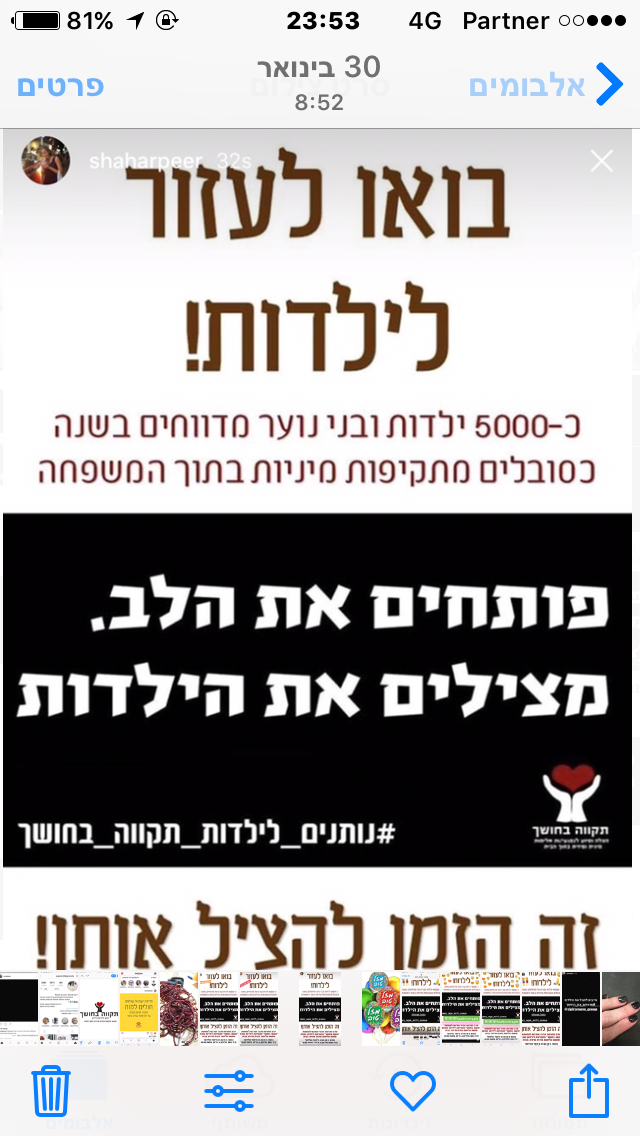 81% 23:53 4G Partner
פרטים
30 בינואר
8:52
אלבומים
shaharpeer 32s
בואו לעזור
לילדות!
כ-5000 ילדות ובני נוער מדווחים בשנה
כסובלים מתקיפות מיניות בתוך המשפחה
פותחים את הלב.
מצילים את הילדות
תקווה בחושך
#נותנים_לילדות_תקווה_בחושך
זה הזמן להציל אותן!